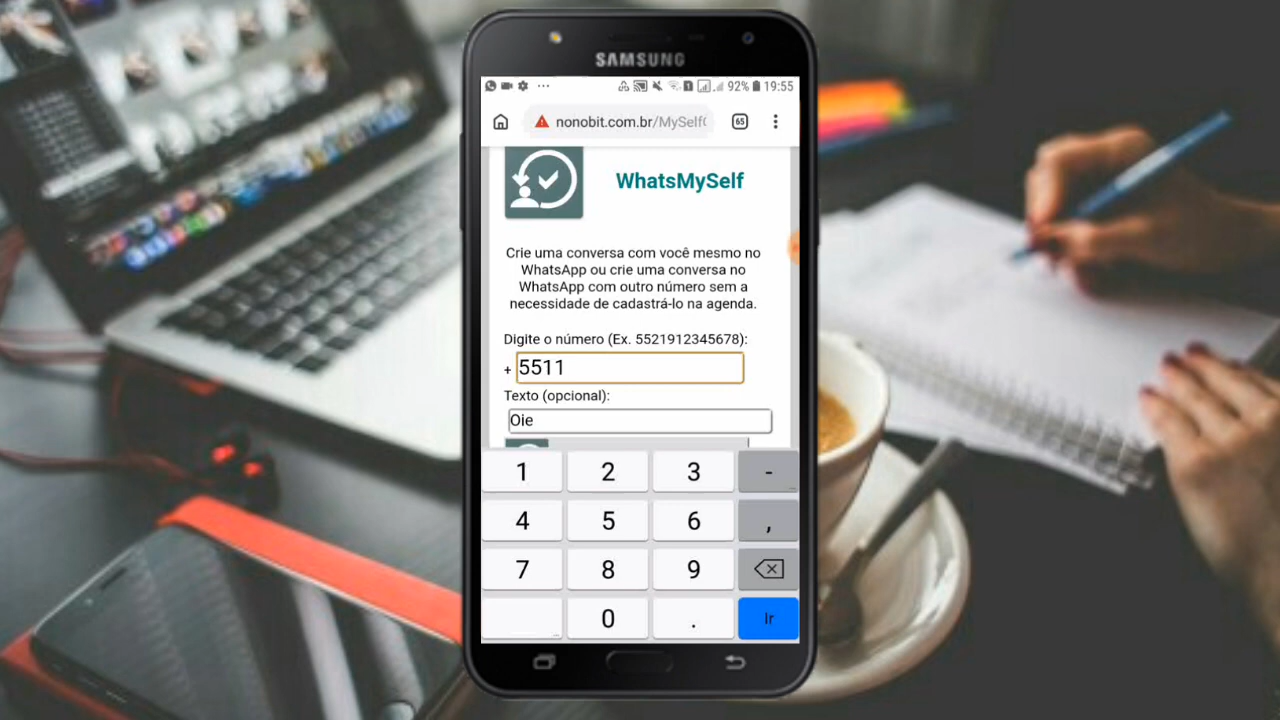 SAMSUNG
92% 19:55
nonobit.com.br/MySelf
65
WhatsMySelf
Crie uma conversa com você mesmo no
WhatsApp ou crie uma conversa no
WhatsApp com outro número sem a
necessidade de cadastrá-lo na agenda.
Digite o número (Ex. 5521912345678):
+ 5511
Texto (opcional):
Oie
1 2 3 -
4 5 6 ,
7 8 9
0 . Ir